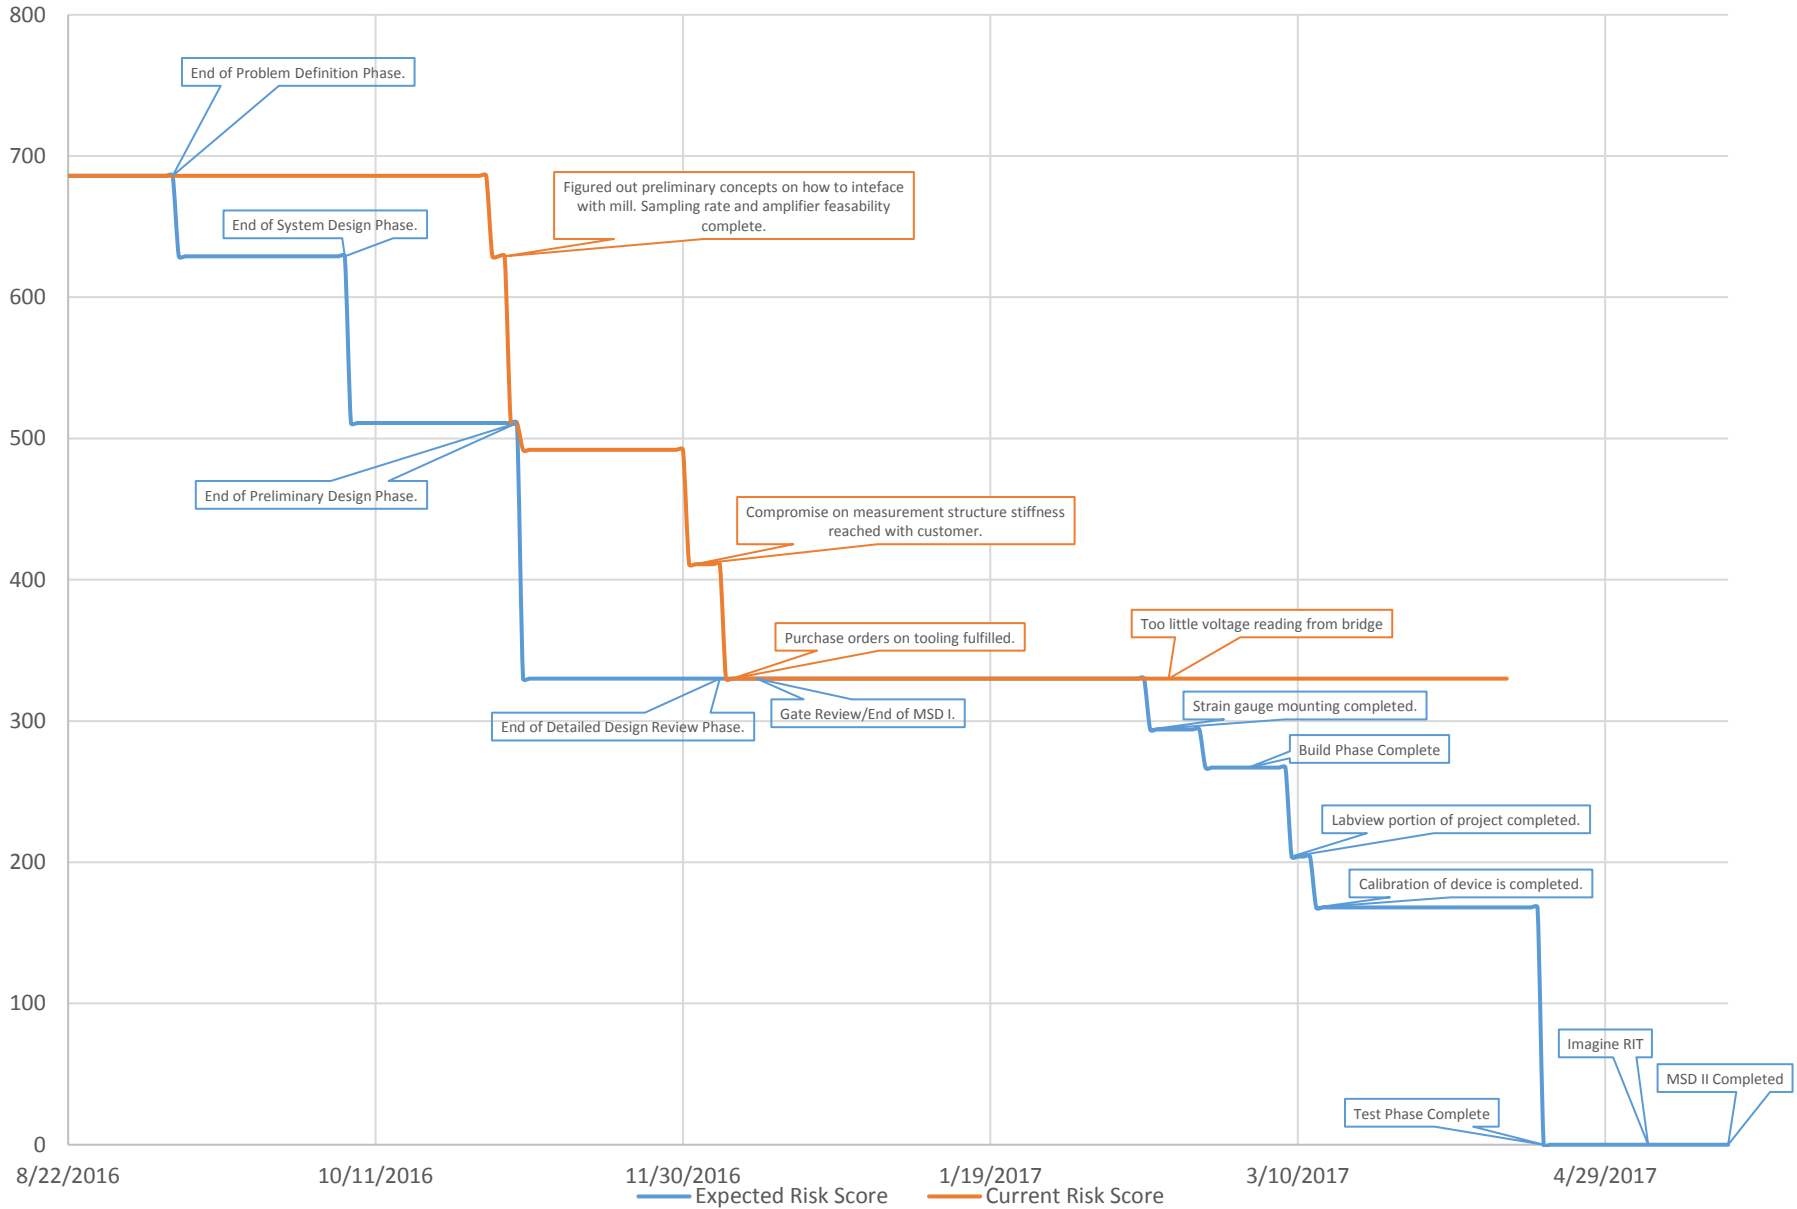 800
End of Problem Definition Phase.
700
Figured out preliminary concepts on how to inteface
with mill. Sampling rate and amplifier feasability
complete.
End of System Design Phase.
600
500
End of Preliminary Design Phase.
Compromise on measurement structure stiffness
reached with customer.
400
Purchase orders on tooling fulfilled.
Too little voltage reading from bridge
End of Detailed Design Review Phase.
Gate Review/End of MSD I.
Strain gauge mounting completed.
300
Build Phase Complete
Labview portion of project completed.
200
Calibration of device is completed.
100
Imagine RIT
MSD II Completed
Test Phase Complete
0
8/22/2016
10/11/2016
11/30/2016
1/19/2017
3/10/2017
4/29/2017
Expected Risk Score
Current Risk Score